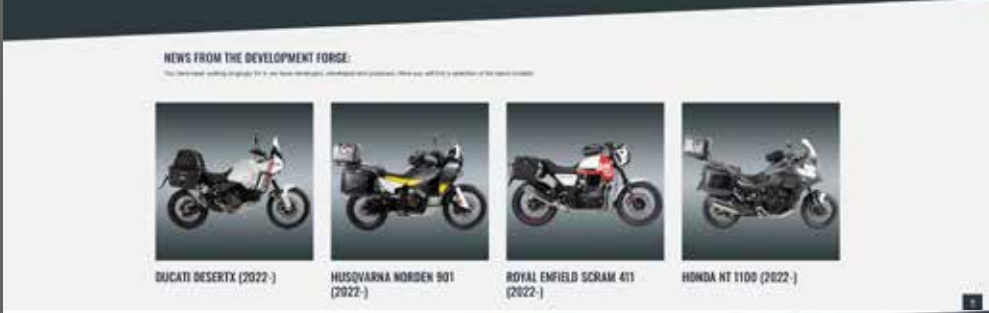 NEWS FROM THE DEVELOPMENT FORGE:
DUCATI DESERTX (2022-)
HUSQVARNA NORDEN 901
(2022-)
ROYAL ENFIELD SCRAM 411
(2022-)
HONDA NT 1100 (2022-)